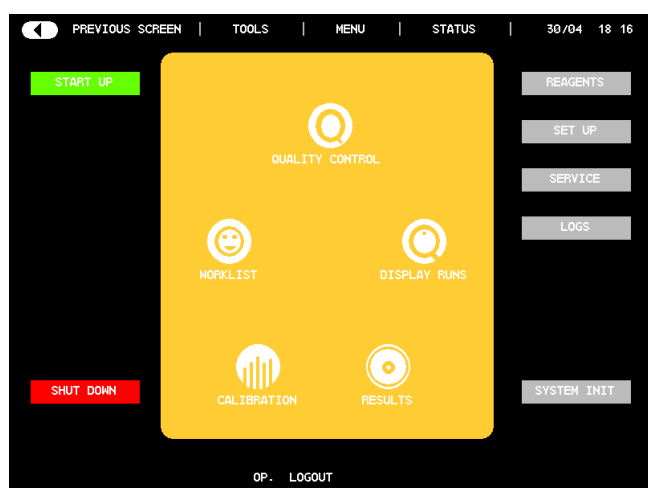 PREVIOUS SCREEN | TOOLS | MENU | STATUS | 30/04 18 16
START UP
REAGENTS
SET UP
QUALITY CONTROL
SERVICE
LOGS
WORKLIST
DISPLAY RUNS
SHUT DOWN
CALIBRATION
RESULTS
SYSTEM INIT
OP. LOGOUT